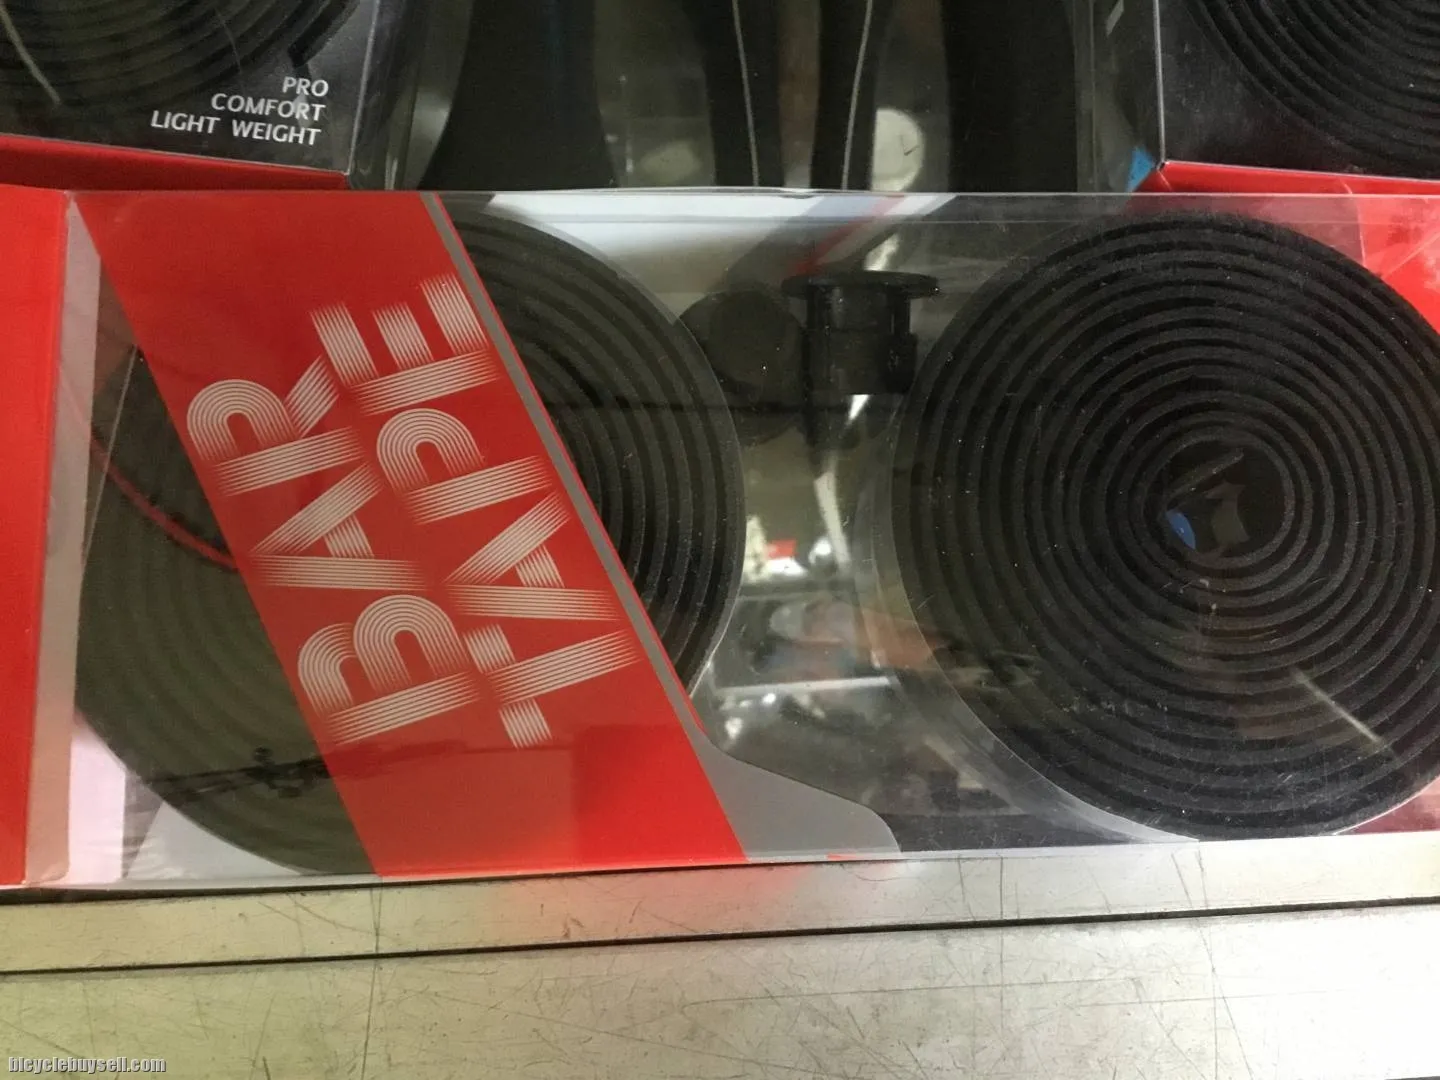 PRO
COMFORT
LIGHT WEIGHT
BAR
TAPE
bicyclebuysell.com